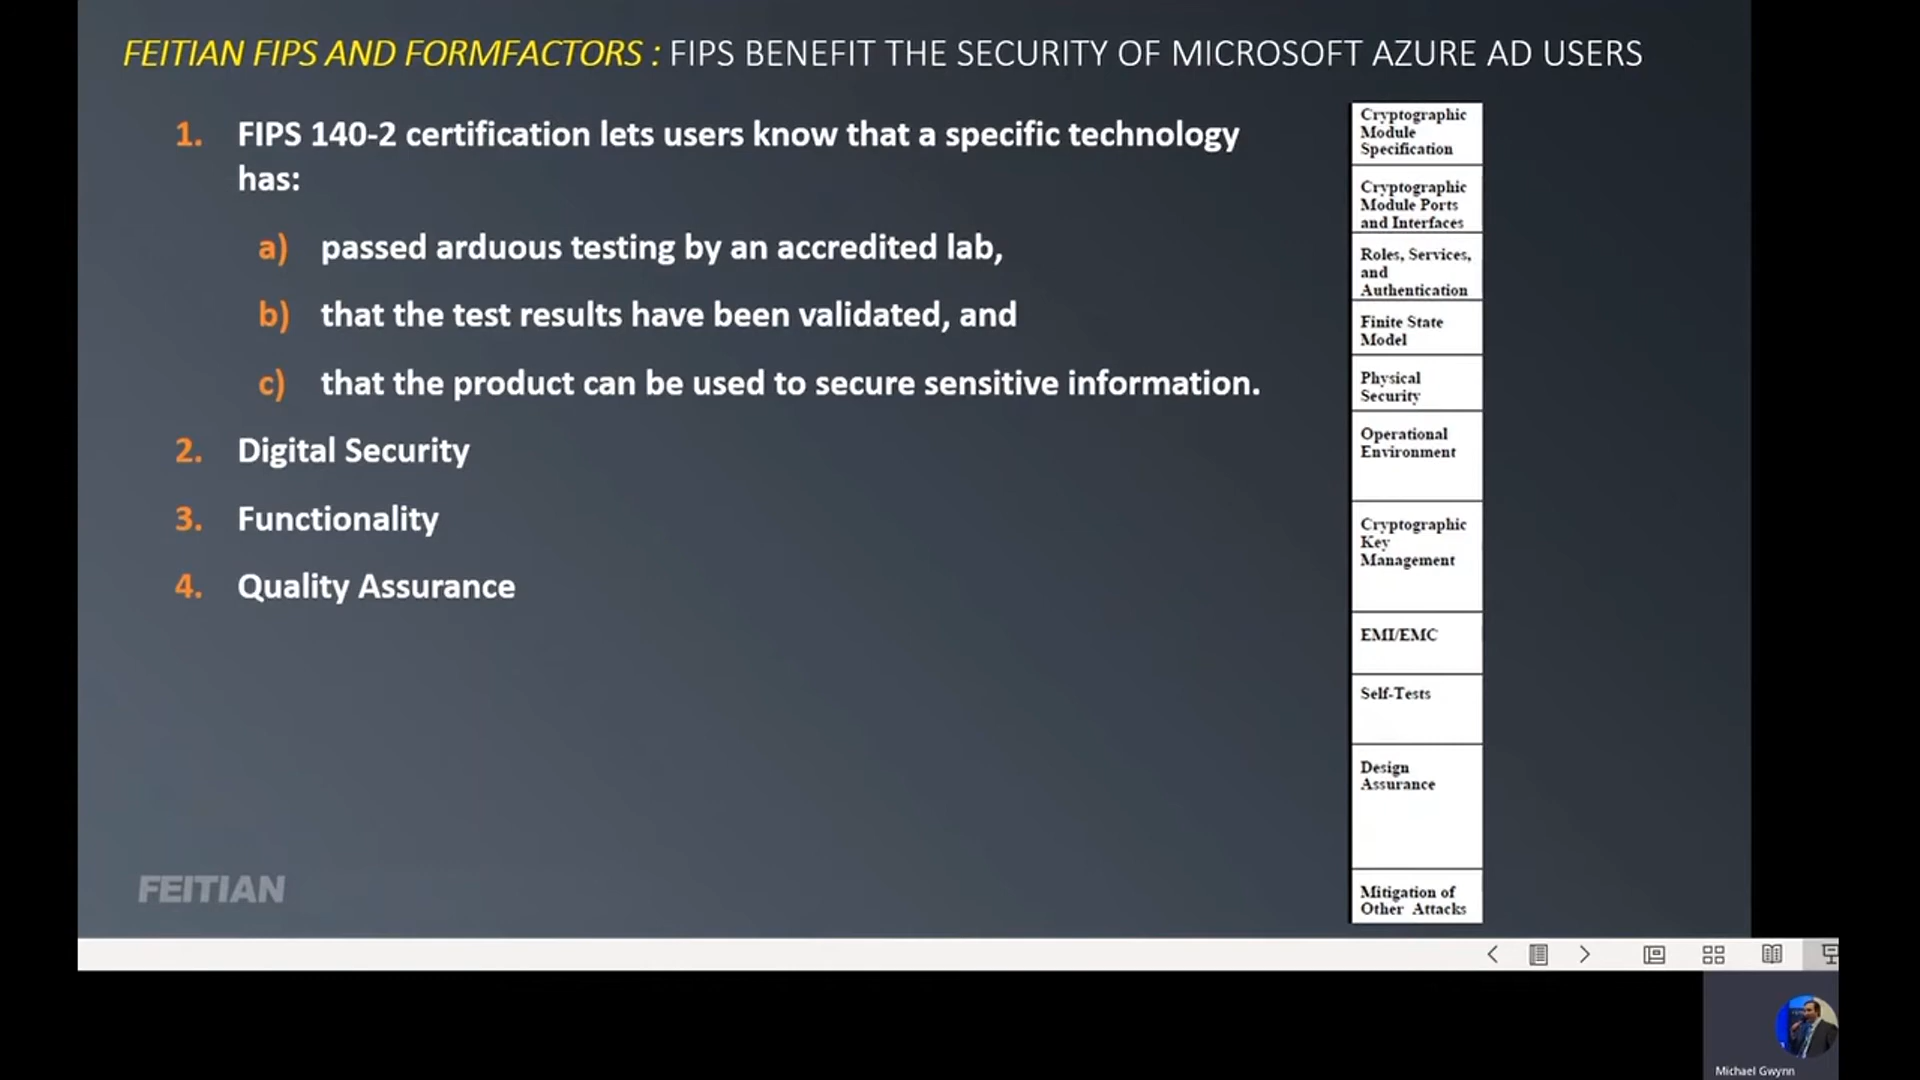 FEITIAN FIPS AND FORMFACTORS : FIPS BENEFIT THE SECURITY OF MICROSOFT AZURE AD USERS
1. FIPS 140-2 certification lets users know that a specific technology
has:
a) passed arduous testing by an accredited lab,
b) that the test results have been validated, and
c) that the product can be used to secure sensitive information.
2. Digital Security
3. Functionality
4. Quality Assurance
Cryptographic
Module
Specification
Cryptographic
Module Ports
and Interfaces
Roles, Services,
and
Authentication
Finite State
Model
Physical
Security
Operational
Environment
Cryptographic
Key
Management
EMI/EMC
Self-Tests
Design
Assurance
Mitigation of
Other Attacks
FEITIAN
Michael Gwynn